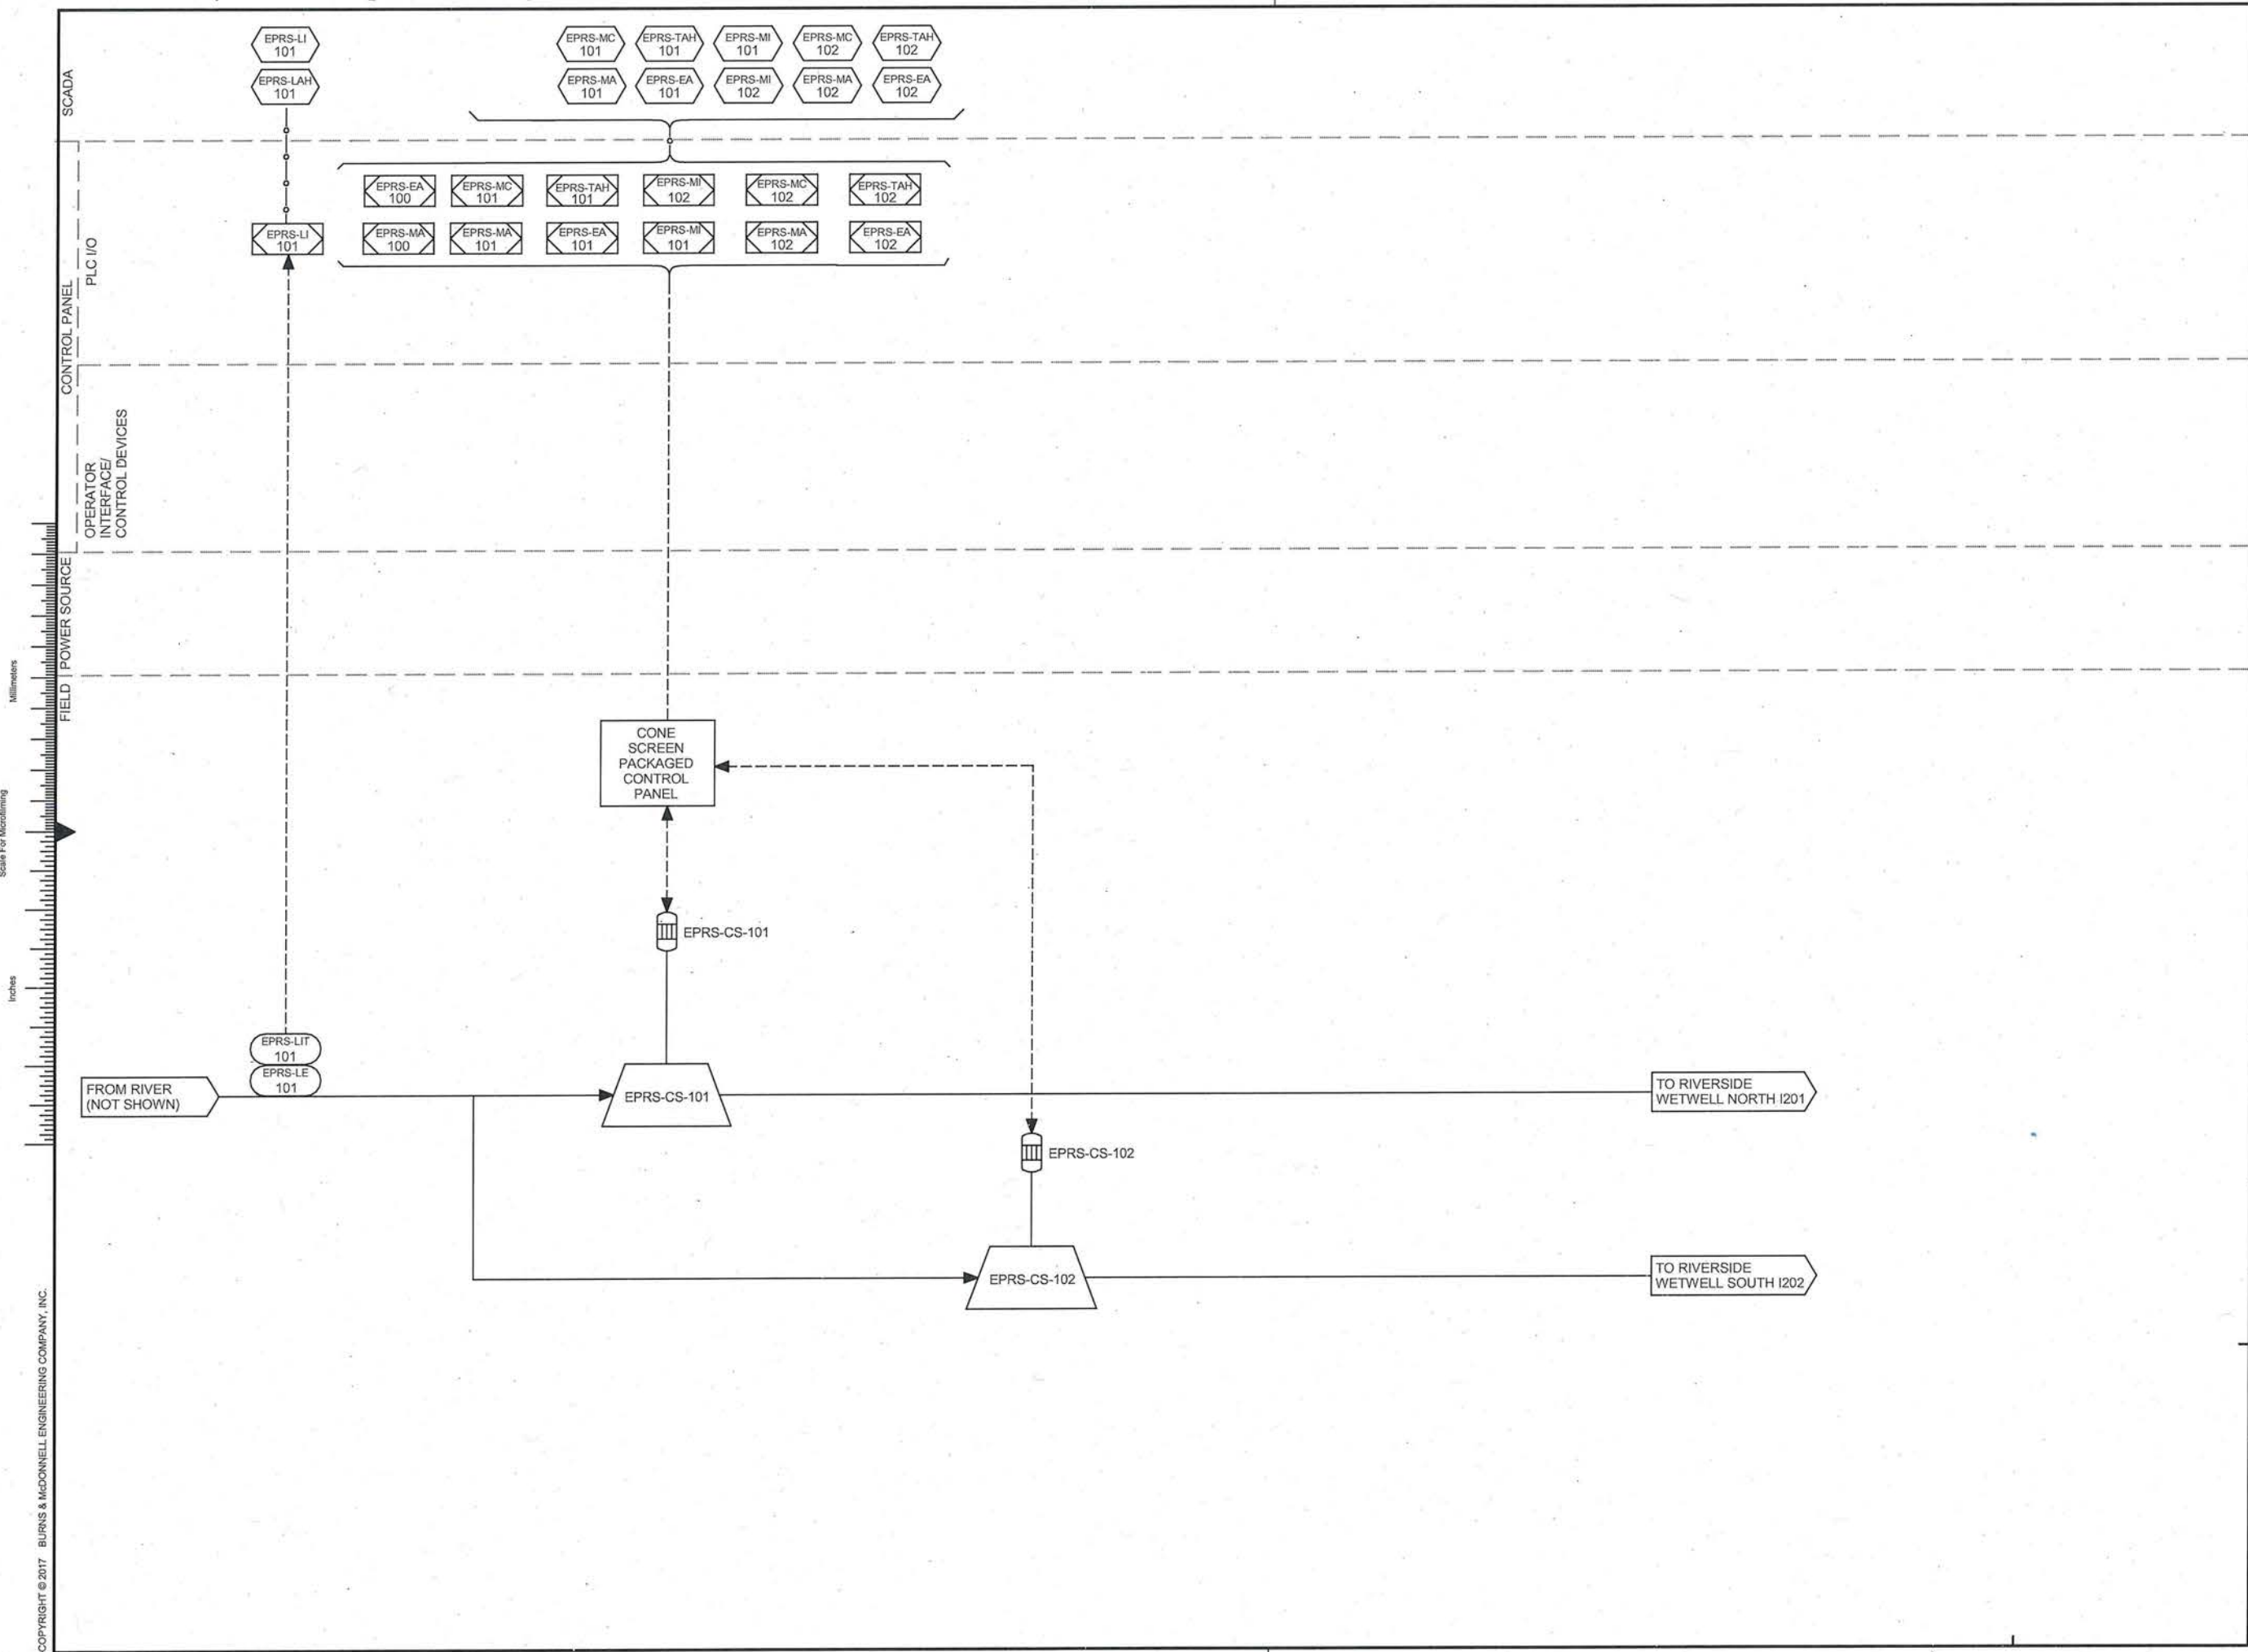 EPRS-LI
101
EPRS-LAH
101
EPRS-MC
101
EPRS-TAH
101
EPRS-MI
101
EPRS-MC
102
EPRS-TAH
102
EPRS-MA
101
EPRS-EA
101
EPRS-MI
102
EPRS-MA
102
EPRS-EA
102
SCADA
EPRS-EA
100
EPRS-MC
101
EPRS-TAH
101
EPRS-MI
102
EPRS-MC
102
EPRS-TAH
102
EPRS-LI
101
EPRS-MA
100
EPRS-MA
101
EPRS-EA
101
EPRS-MI
101
EPRS-MA
102
EPRS-EA
102
CONTROL PANEL
PLC I/O
OPERATOR
INTERFACE/
CONTROL DEVICES
POWER SOURCE
FIELD
CONE
SCREEN
PACKAGED
CONTROL
PANEL
EPRS-CS-101
EPRS-LIT
101
EPRS-LE
101
FROM RIVER
(NOT SHOWN)
EPRS-CS-101
TO RIVERSIDE
WETWELL NORTH I201
EPRS-CS-102
EPRS-CS-102
TO RIVERSIDE
WETWELL SOUTH I202
Millimeters
Scale For Microfilming
Inches
COPYRIGHT © 2017 BURNS & McDONNELL ENGINEERING COMPANY, INC.